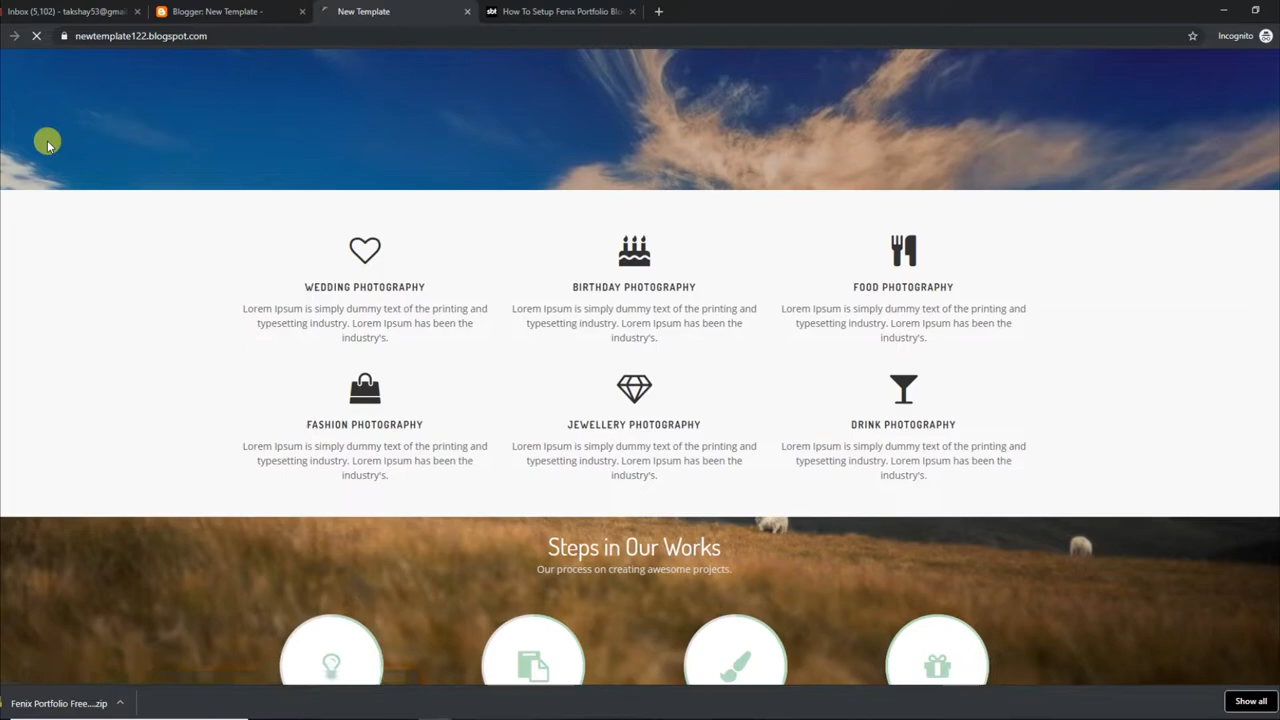 Inbox (5,102) - takshay53@gmai
Blogger: New Template -
New Template
How To Setup Fenix Portfolio Blo
newtemplate122.blogspot.com
Incognito
WEDDING PHOTOGRAPHY
Lorem Ipsum is simply dummy text of the printing and
typesetting industry. Lorem Ipsum has been the
industry's.
BIRTHDAY PHOTOGRAPHY
Lorem Ipsum is simply dummy text of the printing and
typesetting industry. Lorem Ipsum has been the
industry's.
FOOD PHOTOGRAPHY
Lorem Ipsum is simply dummy text of the printing and
typesetting industry. Lorem Ipsum has been the
industry's.
FASHION PHOTOGRAPHY
Lorem Ipsum is simply dummy text of the printing and
typesetting industry. Lorem Ipsum has been the
industry's.
JEWELLERY PHOTOGRAPHY
Lorem Ipsum is simply dummy text of the printing and
typesetting industry. Lorem Ipsum has been the
industry's.
DRINK PHOTOGRAPHY
Lorem Ipsum is simply dummy text of the printing and
typesetting industry. Lorem Ipsum has been the
industry's.
Steps in Our Works
Our process on creating awesome projects.
Fenix Portfolio Free....zip
Show all